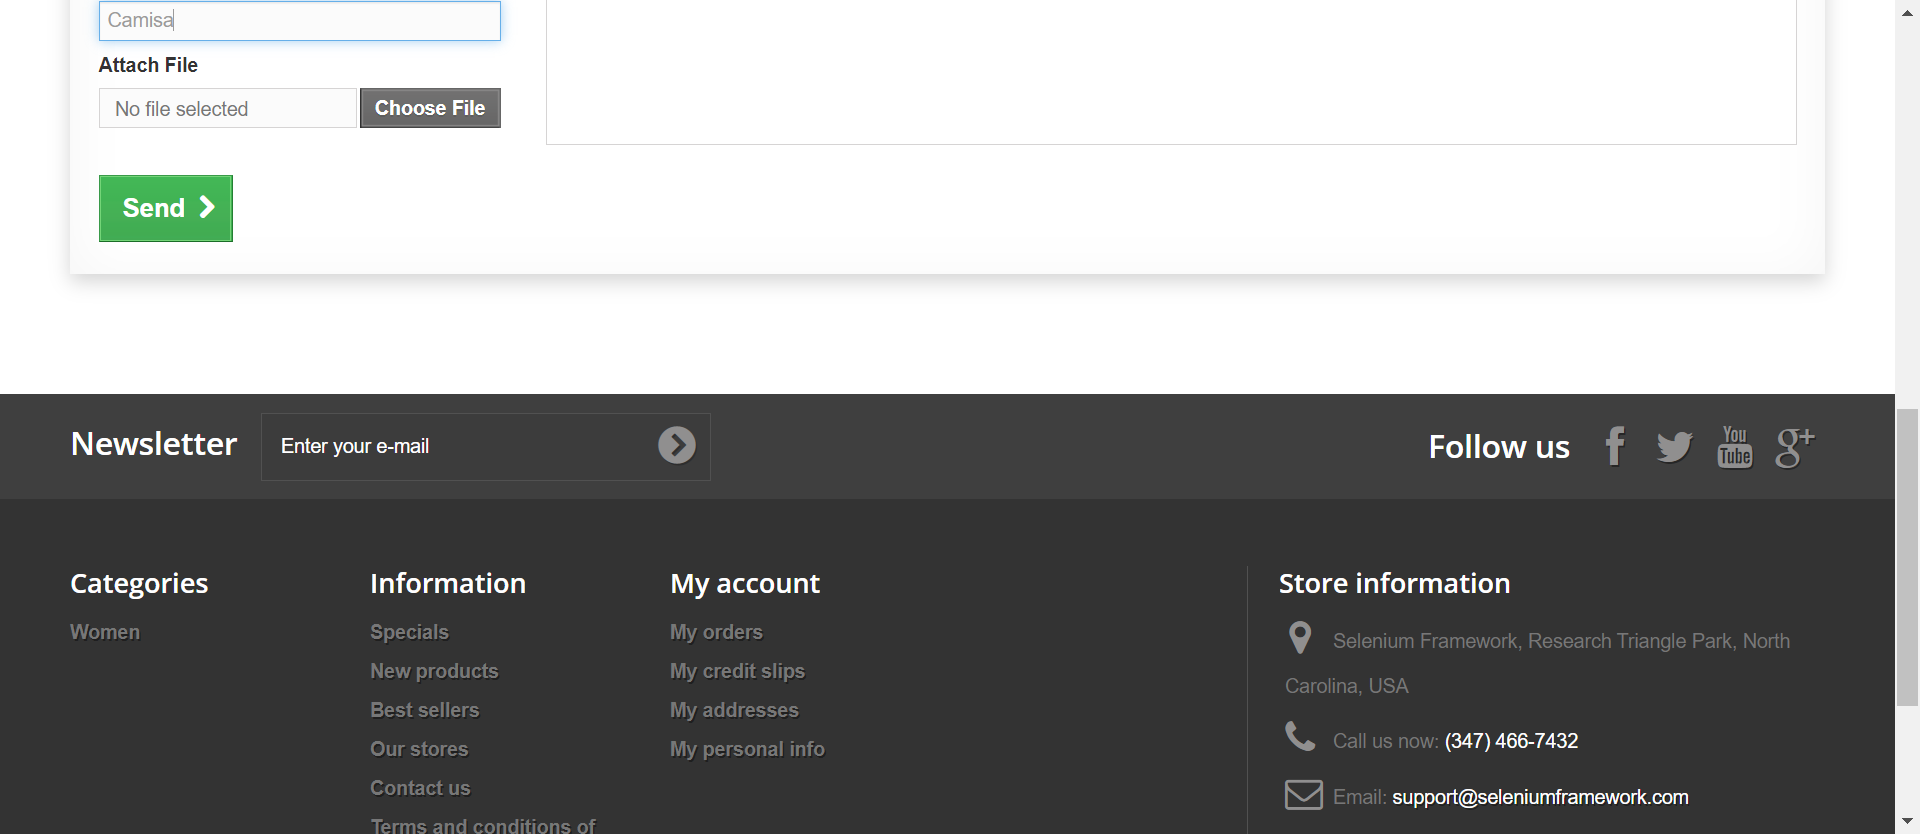 Camisa
Attach File
No file selected
Choose File
Send
Newsletter
Enter your e-mail
Follow us
You
Tube
g+
Categories
Women
Information
Specials
New products
Best sellers
Our stores
Contact us
Terms and conditions of
My account
My orders
My credit slips
My addresses
My personal info
Store information
Selenium Framework, Research Triangle Park, North
Carolina, USA
Call us now: (347) 466-7432
Email: support@seleniumframework.com